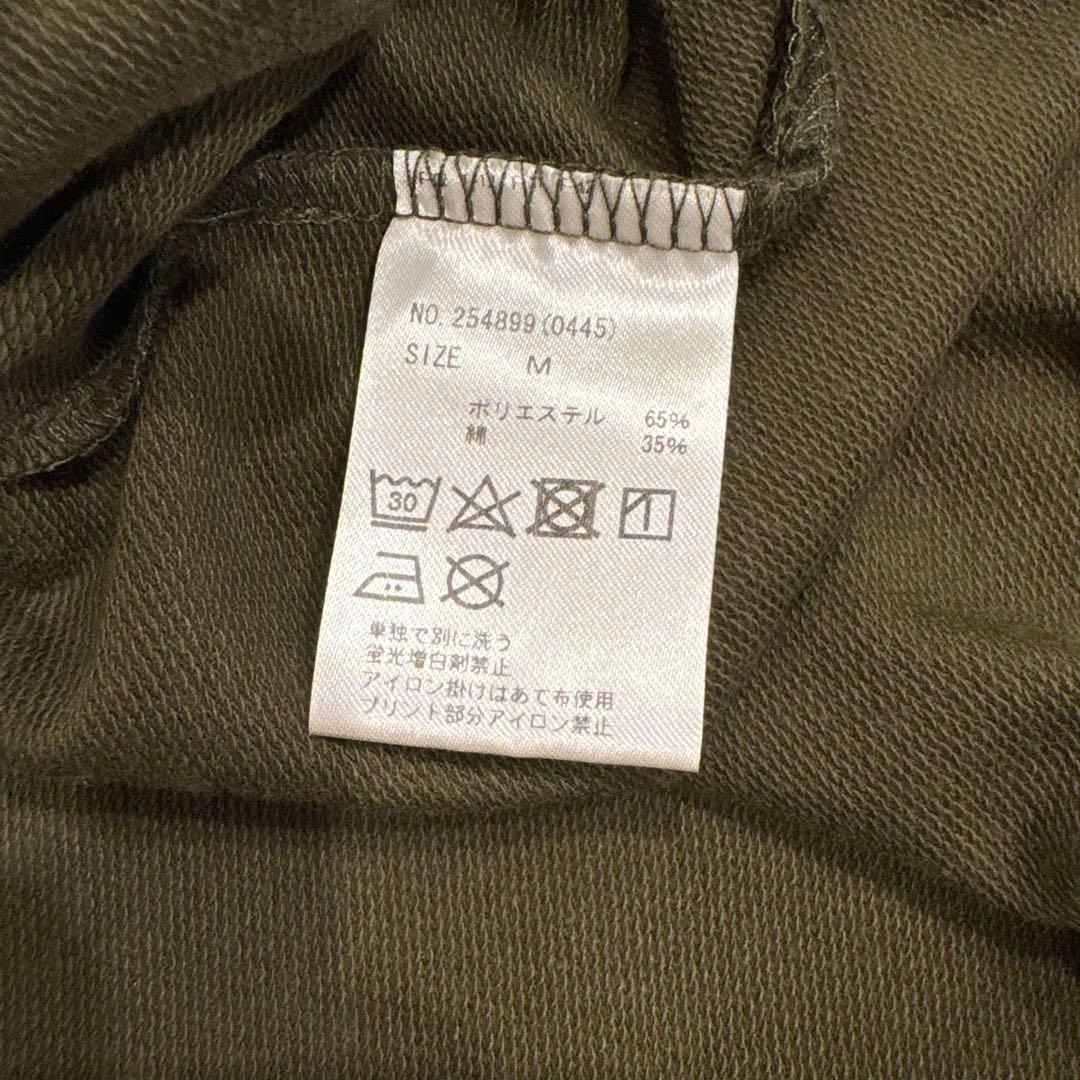 NO. 254899(0445)
SIZE M
ポリエステル 65%
綿 35%
30
単独で別に洗う
蛍光増白剤禁止
アイロン掛けはあて布使用
プリント部分アイロン禁止